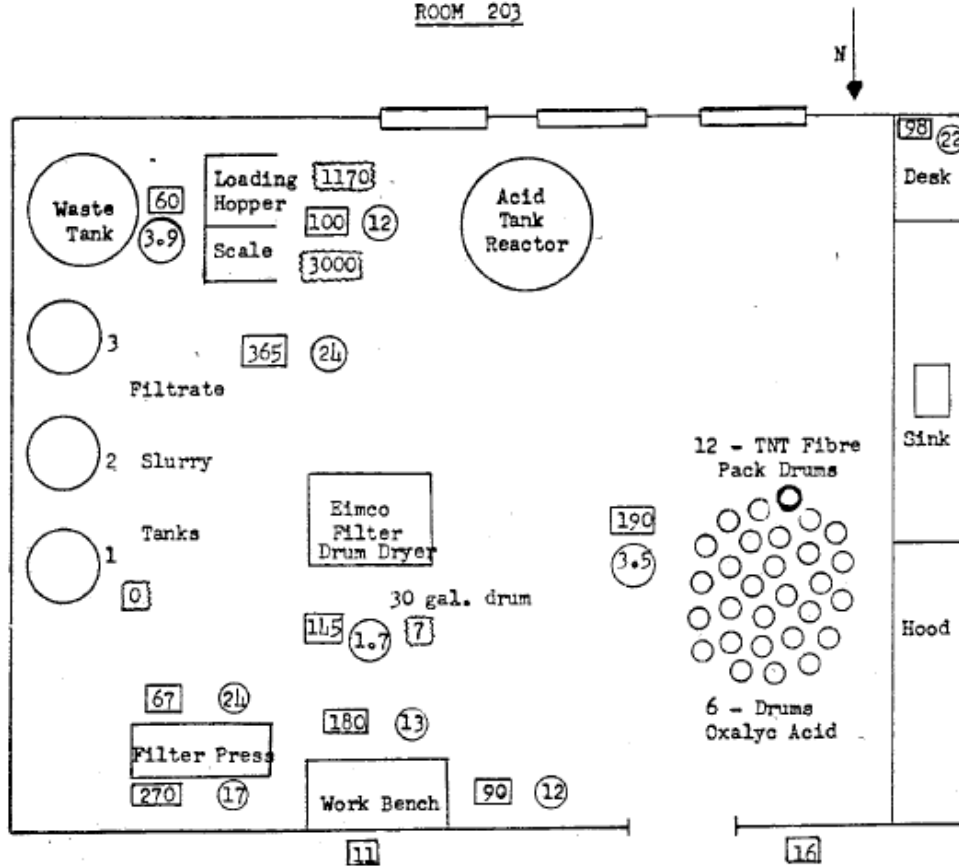 ROOM 203
N
98
22
Desk
Loading
Hopper
1170
60
Waste
Tank
100
12
Acid
Tank
Reactor
3.9
Scale
3000
3
365
24
Filtrate
Sink
12 - TNT Fibre
Pack Drums
2 Slurry
Eimco
Filter
Drum Dryer
190
Tanks
1
3.5
0
30 gal. drum
Hood
145
1.7
7
67
24
180
13
6 - Drums
Oxalyc Acid
Filter Press
270
17
Work Bench
90
12
11
16